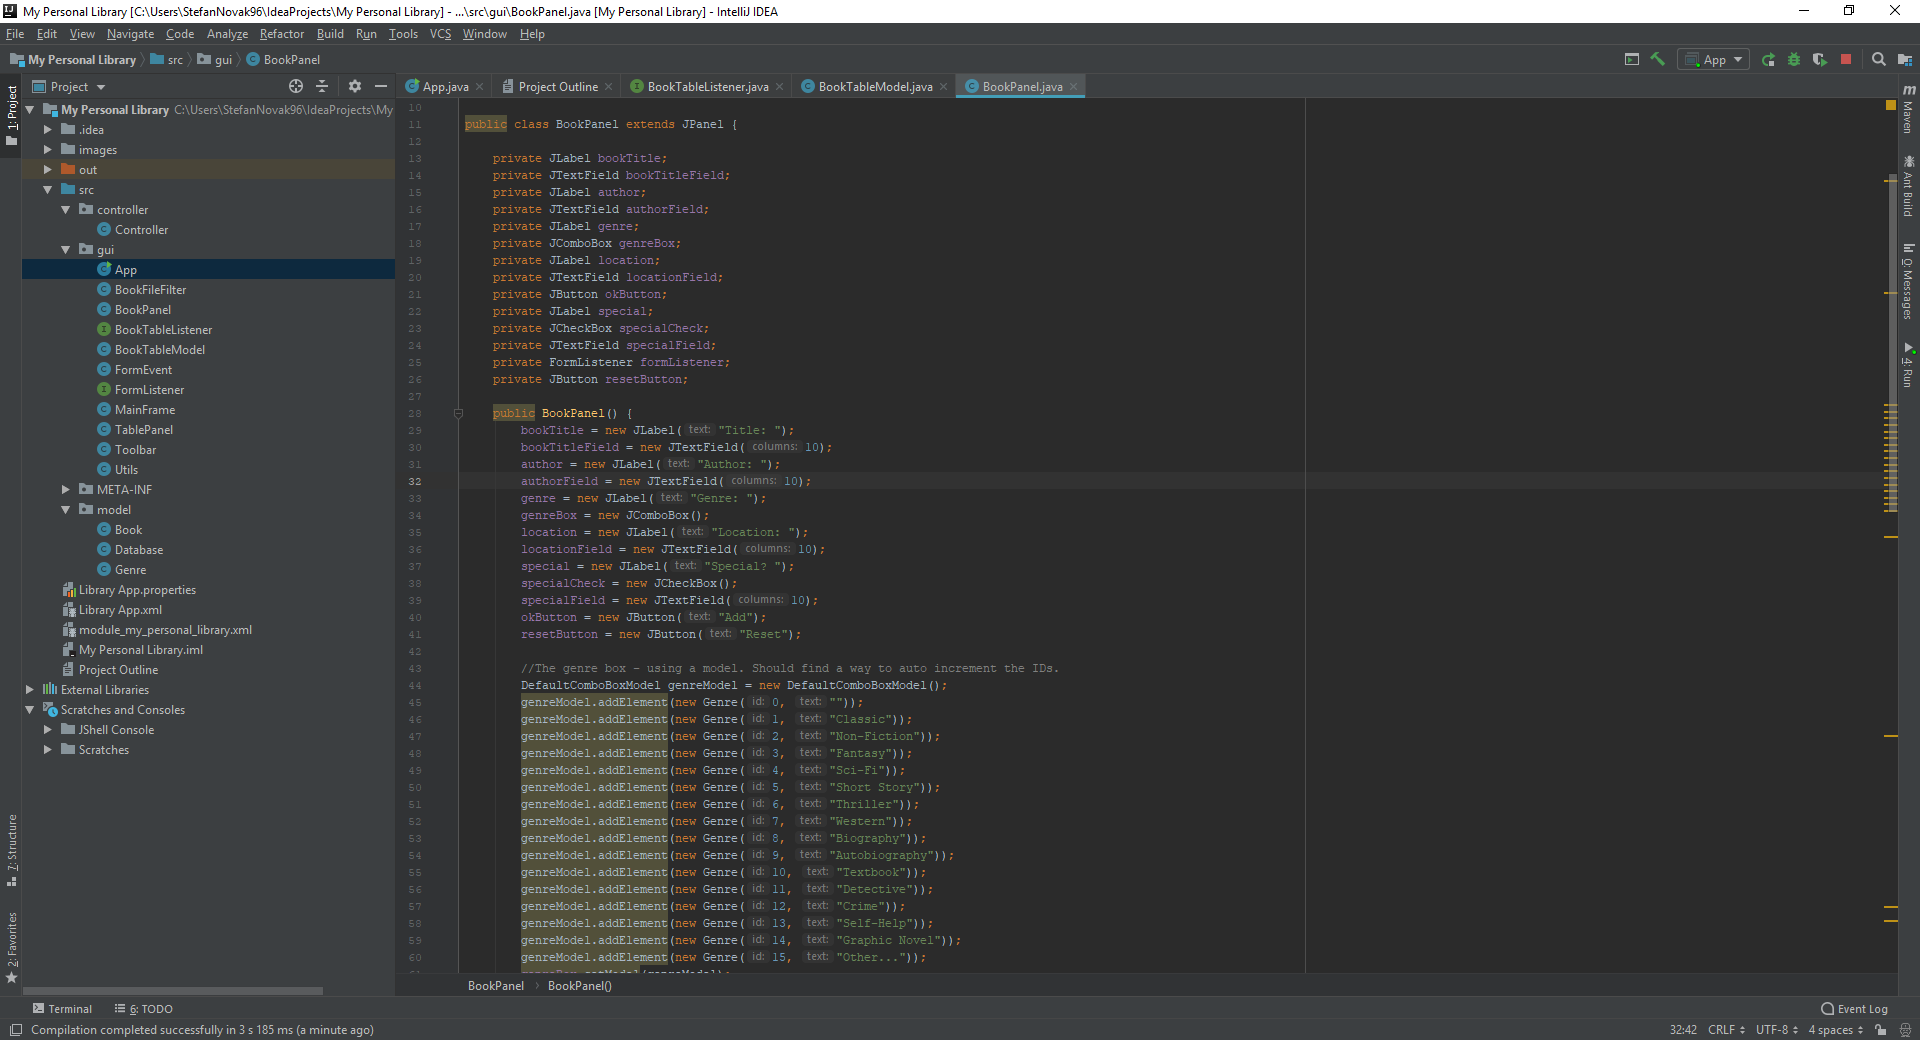 My Personal Library [C:\Users\StefanNovak96\IdeaProjects\My Personal Library] - ...\src\gui\BookPanel.java [My Personal Library] - IntelliJ IDEA
File Edit View Navigate Code Analyze Refactor Build Run Tools VCS Window Help
My Personal Library src gui BookPanel App
Project App.java Project Outline BookTableListener.java BookTableModel.java BookPanel.java
1: Project
7: Structure
2: Favorites
My Personal Library C:\Users\StefanNovak96\IdeaProjects\My
.idea
images
out
src
controller
Controller
gui
App
BookFileFilter
BookPanel
BookTableListener
BookTableModel
FormEvent
FormListener
MainFrame
TablePanel
Toolbar
Utils
META-INF
model
Book
Database
Genre
Library App.properties
Library App.xml
module_my_personal_library.xml
My Personal Library.iml
Project Outline
External Libraries
Scratches and Consoles
JShell Console
Scratches
10
11 public class BookPanel extends JPanel {
12
13 private JLabel bookTitle;
14 private JTextField bookTitleField;
15 private JLabel author;
16 private JTextField authorField;
17 private JLabel genre;
18 private JComboBox genreBox;
19 private JLabel location;
20 private JTextField locationField;
21 private JButton okButton;
22 private JLabel special;
23 private JCheckBox specialCheck;
24 private JTextField specialField;
25 private FormListener formListener;
26 private JButton resetButton;
27
28 public BookPanel() {
29 bookTitle = new JLabel( text: "Title: ");
30 bookTitleField = new JTextField( columns: 10);
31 author = new JLabel( text: "Author: ");
32 authorField = new JTextField( columns: 10);
33 genre = new JLabel( text: "Genre: ");
34 genreBox = new JComboBox();
35 location = new JLabel( text: "Location: ");
36 locationField = new JTextField( columns: 10);
37 special = new JLabel( text: "Special? ");
38 specialCheck = new JCheckBox();
39 specialField = new JTextField( columns: 10);
40 okButton = new JButton( text: "Add");
41 resetButton = new JButton( text: "Reset");
42
43 //The genre box - using a model. Should find a way to auto increment the IDs.
44 DefaultComboBoxModel genreModel = new DefaultComboBoxModel();
45 genreModel.addElement(new Genre( id: 0, text: ""));
46 genreModel.addElement(new Genre( id: 1, text: "Classic"));
47 genreModel.addElement(new Genre( id: 2, text: "Non-Fiction"));
48 genreModel.addElement(new Genre( id: 3, text: "Fantasy"));
49 genreModel.addElement(new Genre( id: 4, text: "Sci-Fi"));
50 genreModel.addElement(new Genre( id: 5, text: "Short Story"));
51 genreModel.addElement(new Genre( id: 6, text: "Thriller"));
52 genreModel.addElement(new Genre( id: 7, text: "Western"));
53 genreModel.addElement(new Genre( id: 8, text: "Biography"));
54 genreModel.addElement(new Genre( id: 9, text: "Autobiography"));
55 genreModel.addElement(new Genre( id: 10, text: "Textbook"));
56 genreModel.addElement(new Genre( id: 11, text: "Detective"));
57 genreModel.addElement(new Genre( id: 12, text: "Crime"));
58 genreModel.addElement(new Genre( id: 13, text: "Self-Help"));
59 genreModel.addElement(new Genre( id: 14, text: "Graphic Novel"));
60 genreModel.addElement(new Genre( id: 15, text: "Other..."));
BookPanel BookPanel()
m Maven
Ant Build
0: Messages
4: Run
Terminal 6: TODO Event Log
Compilation completed successfully in 3 s 185 ms (a minute ago) 32:42 CRLF UTF-8 4 spaces